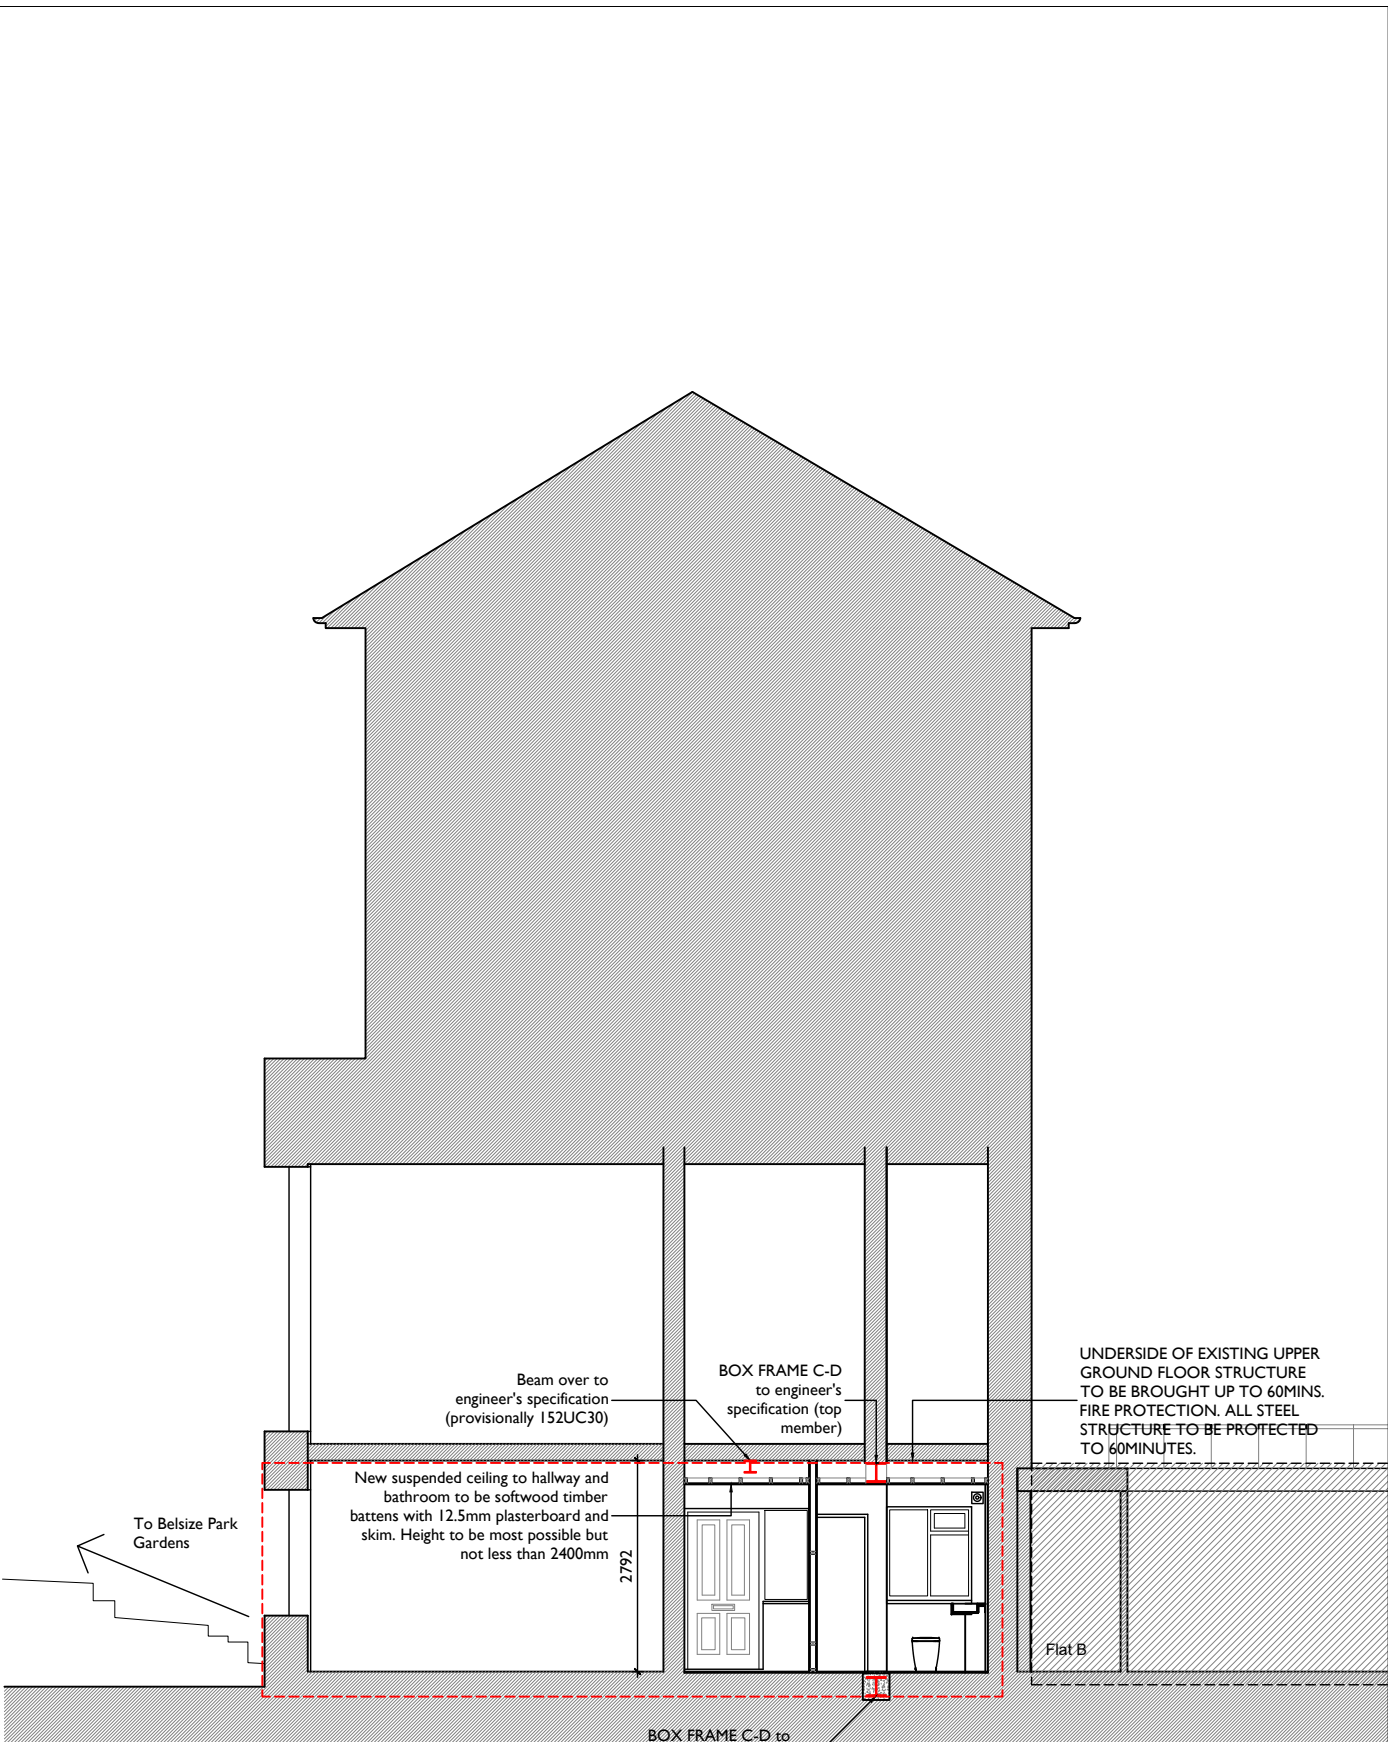 UNDERSIDE OF EXISTING UPPER
GROUND FLOOR STRUCTURE
TO BE BROUGHT UP TO 60MINS.
FIRE PROTECTION. ALL STEEL
STRUCTURE TO BE PROTECTED
TO 60MINUTES.
BOX FRAME C-D
to engineer's
specification (top
member)
Beam over to
engineer's specification
(provisionally 152UC30)
New suspended ceiling to hallway and
bathroom to be softwood timber
battens with 12.5mm plasterboard and
skim. Height to be most possible but
not less than 2400mm
2792
To Belsize Park
Gardens
Flat B
BOX FRAME C-D to